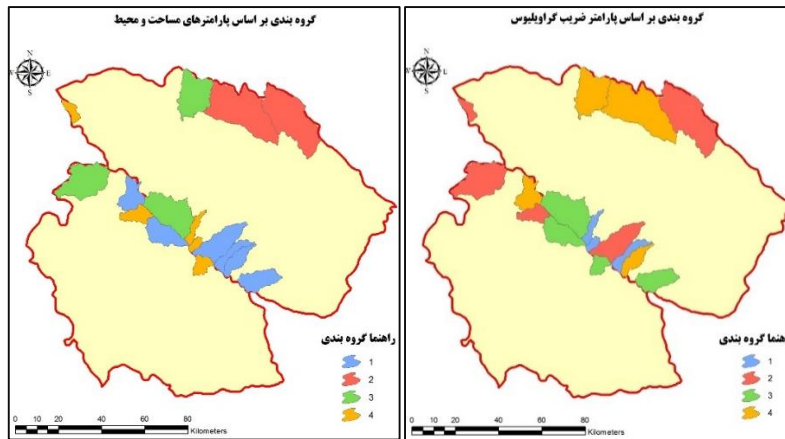 گروه بندی بر اساس پارامترهای مساحت و محیط
N
W E
S
راهنما گروه بندی
1
2
3
4
0 10 20 40 60 80
Kilometers
گروه بندی بر اساس پارامتر ضریب گراویلیوس
N
W E
S
راهنما گروه بندی
1
2
3
4
0 10 20 40 60 80
Kilometers